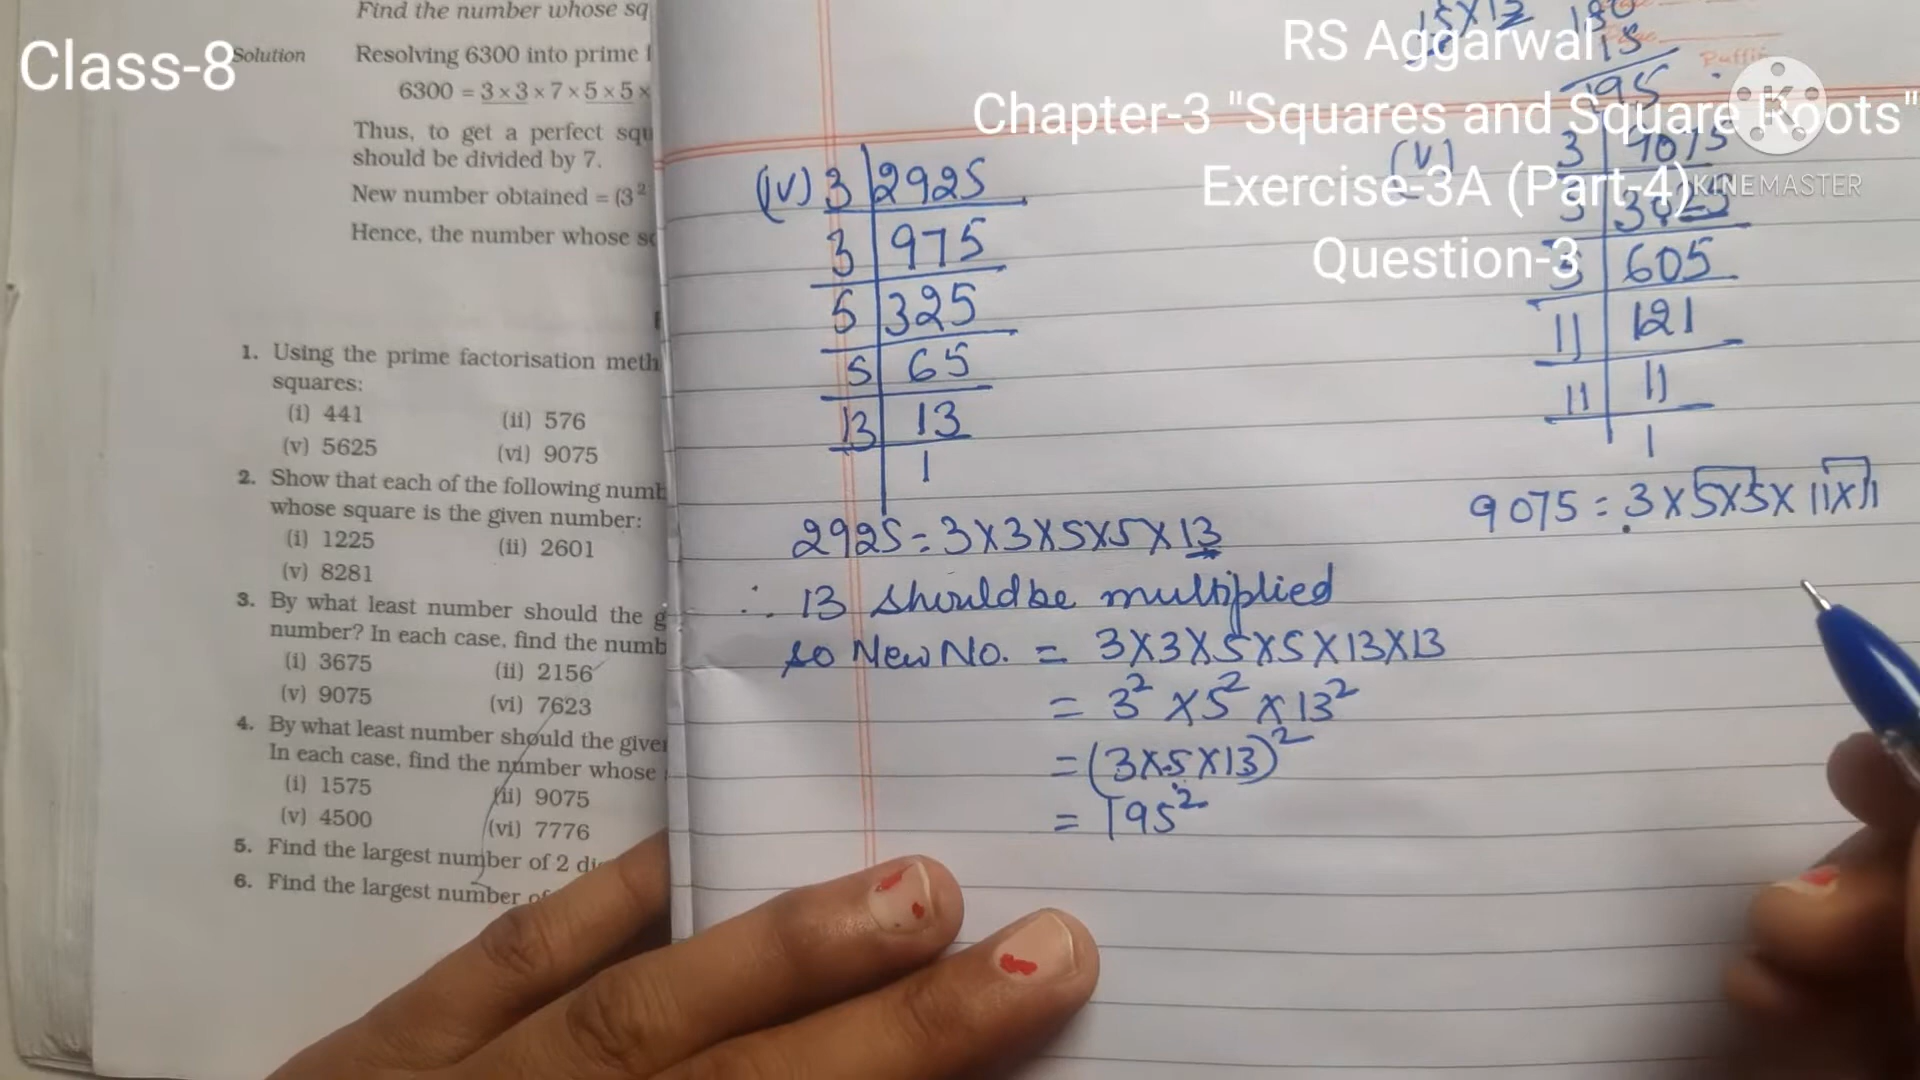 Class-8
RS Aggarwal
Chapter-3 "Squares and Square Roots"
Exercise-3A (Part-4)
Question-3
KINEMASTER
Find the number whose sq
Solution Resolving 6300 into prime
6300 = 3 × 3 × 7 × 5 × 5 ×
Thus, to get a perfect squ
should be divided by 7.
New number obtained = (3²
Hence, the number whose
1. Using the prime factorisation meth
squares:
(i) 441 (ii) 576
(v) 5625 (vi) 9075
2. Show that each of the following numb
whose square is the given number:
(i) 1225 (ii) 2601
(v) 8281
3. By what least number should the g
number? In each case, find the numb
(i) 3675 (ii) 2156
(v) 9075 (vi) 7623
4. By what least number should the given
In each case, find the number whose
(i) 1575 (ii) 9075
(v) 4500 (vi) 7776
5. Find the largest number of 2 di
6. Find the largest number of
(iv) 3 | 2925
3 | 975
5 | 325
5 | 65
13 | 13
1
2925 = 3×3×5×5×13
∴ 13 should be multiplied
so New No. = 3×3×5×5×13×13
= 3² × 5² × 13²
= (3×5×13)²
= 195²
15×13
15
195
(v) 3 | 9075
605
11 | 121
11 | 11
1
9075 = 3×5×5×11×11